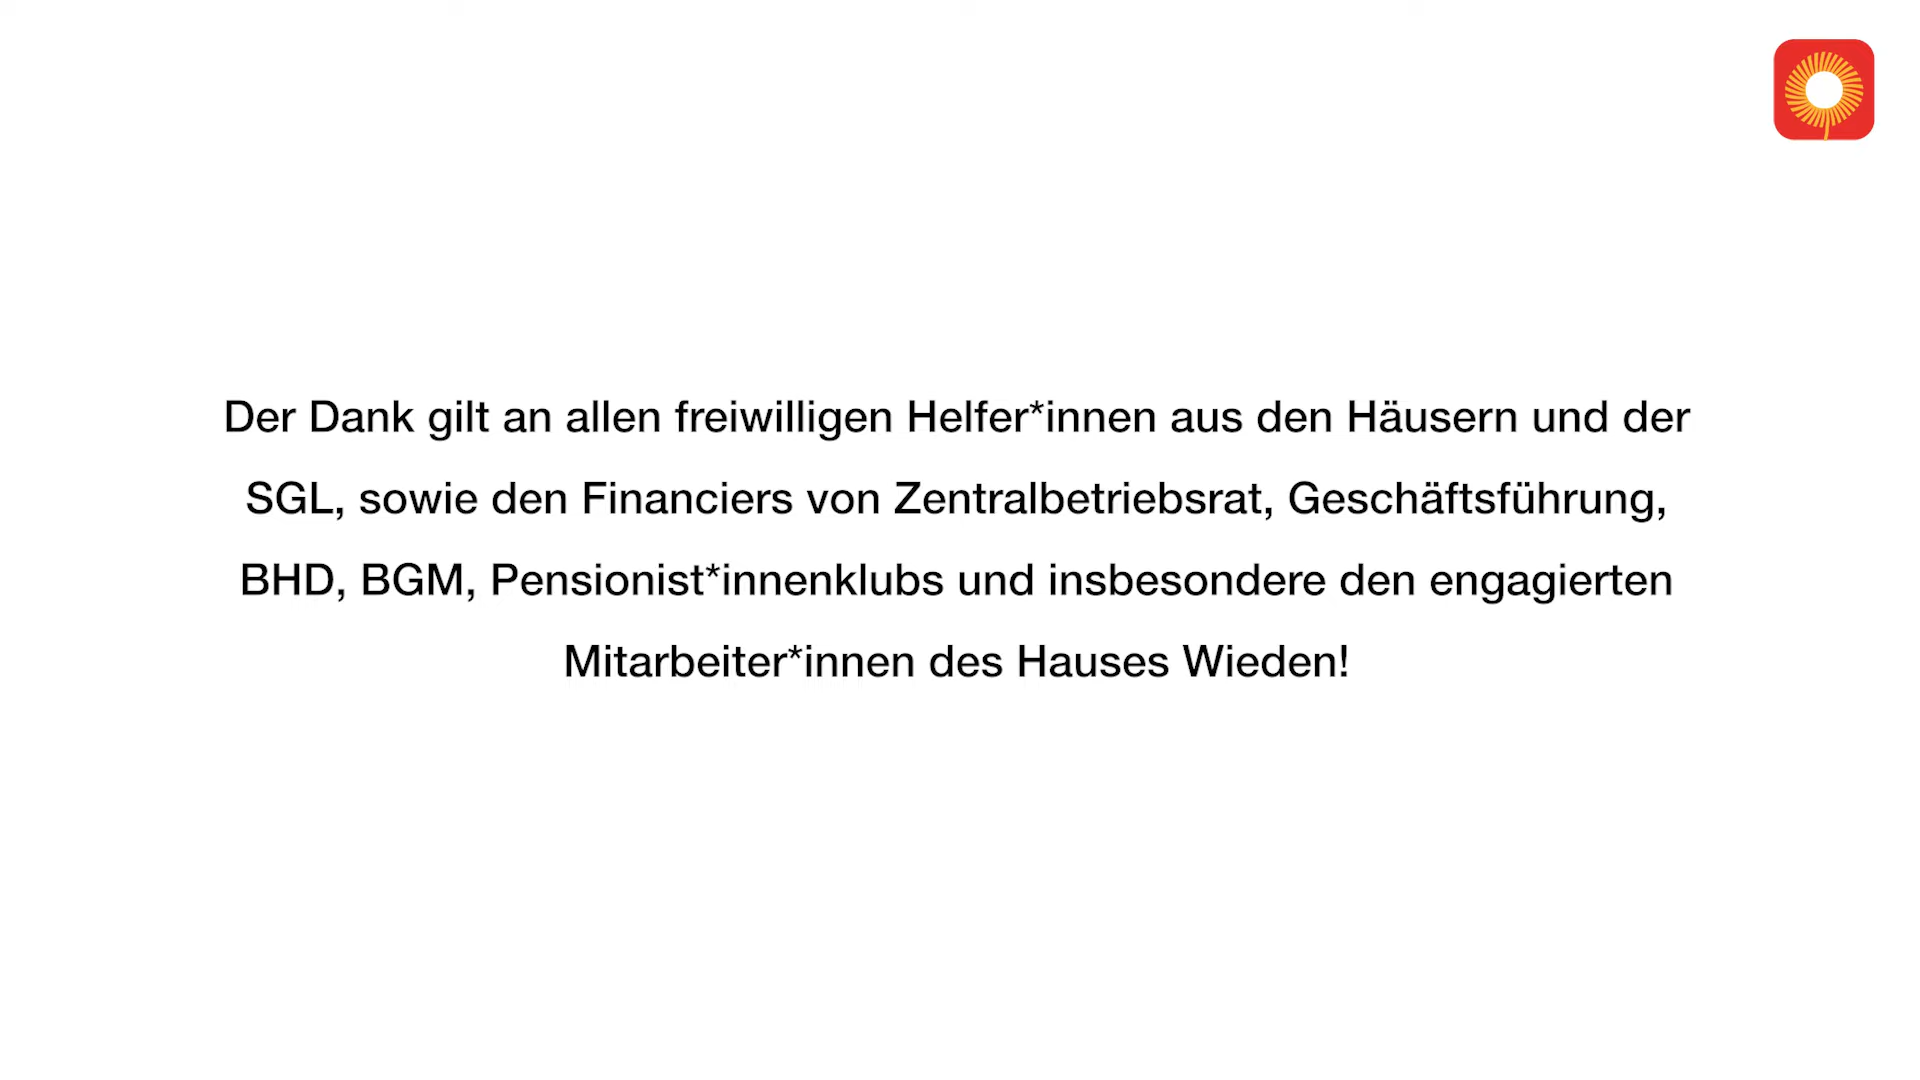 Der Dank gilt an allen freiwilligen Helfer*innen aus den Häusern und der
SGL, sowie den Financiers von Zentralbetriebsrat, Geschäftsführung,
BHD, BGM, Pensionist*innenklubs und insbesondere den engagierten
Mitarbeiter*innen des Hauses Wieden!